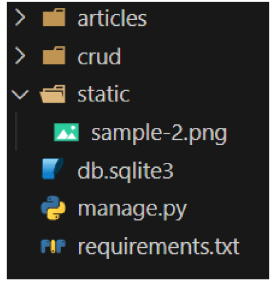 articles
crud
static
sample-2.png
db.sqlite3
manage.py
requirements.txt